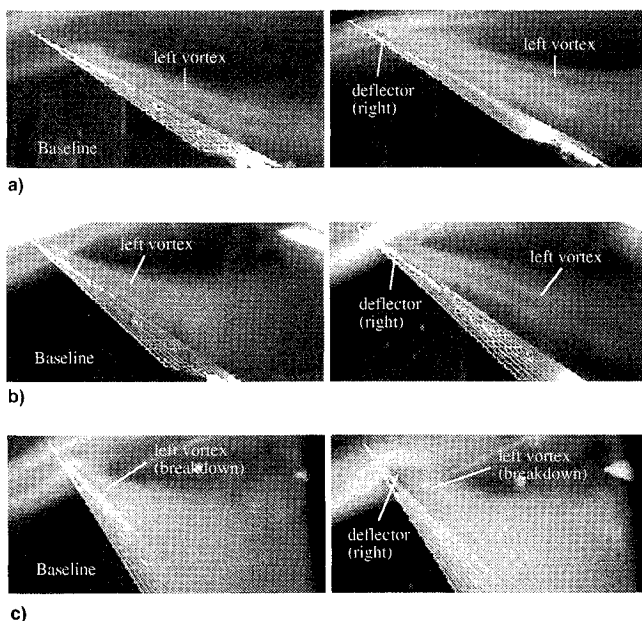 left vortex
Baseline
deflector
(right)
left vortex
a)
left vortex
Baseline
deflector
(right)
left vortex
b)
left vortex
(breakdown)
Baseline
deflector
(right)
left vortex
(breakdown)
c)